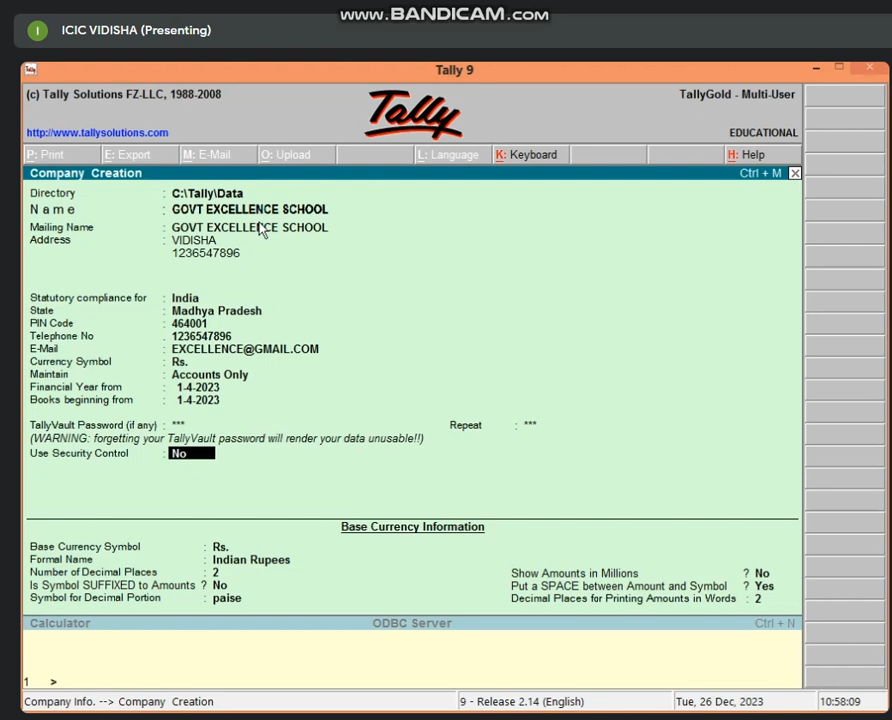 www.BANDICAM.com
I ICIC VIDISHA (Presenting)
Tally 9
(c) Tally Solutions FZ-LLC, 1988-2008
Tally
TallyGold - Multi-User
http://www.tallysolutions.com
EDUCATIONAL
P: Print E: Export M: E-Mail O: Upload L: Language K: Keyboard H: Help
Company Creation Ctrl + M
Directory : C:\Tally\Data
Name : GOVT EXCELLENCE SCHOOL
Mailing Name : GOVT EXCELLENCE SCHOOL
Address : VIDISHA
1236547896
Statutory compliance for : India
State : Madhya Pradesh
PIN Code : 464001
Telephone No : 1236547896
E-Mail : EXCELLENCE@GMAIL.COM
Currency Symbol : Rs.
Maintain : Accounts Only
Financial Year from : 1-4-2023
Books beginning from : 1-4-2023
TallyVault Password (if any) : *** Repeat : ***
(WARNING: forgetting your TallyVault password will render your data unusable!!)
Use Security Control : No
Base Currency Information
Base Currency Symbol : Rs.
Formal Name : Indian Rupees
Number of Decimal Places : 2 Show Amounts in Millions ? No
Is Symbol SUFFIXED to Amounts ? No Put a SPACE between Amount and Symbol ? Yes
Symbol for Decimal Portion : paise Decimal Places for Printing Amounts in Words : 2
Calculator ODBC Server Ctrl + N
1 >
Company Info. --> Company Creation 9 - Release 2.14 (English) Tue, 26 Dec, 2023 10:58:09